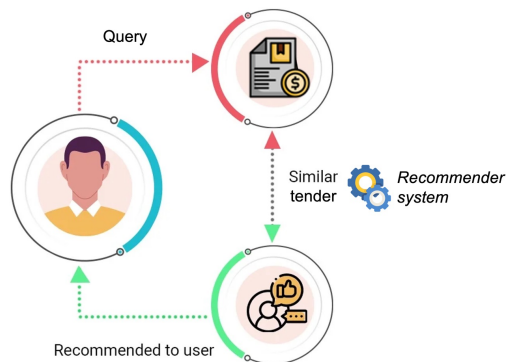 Query
Similar
tender
Recommender
system
Recommended to user
$